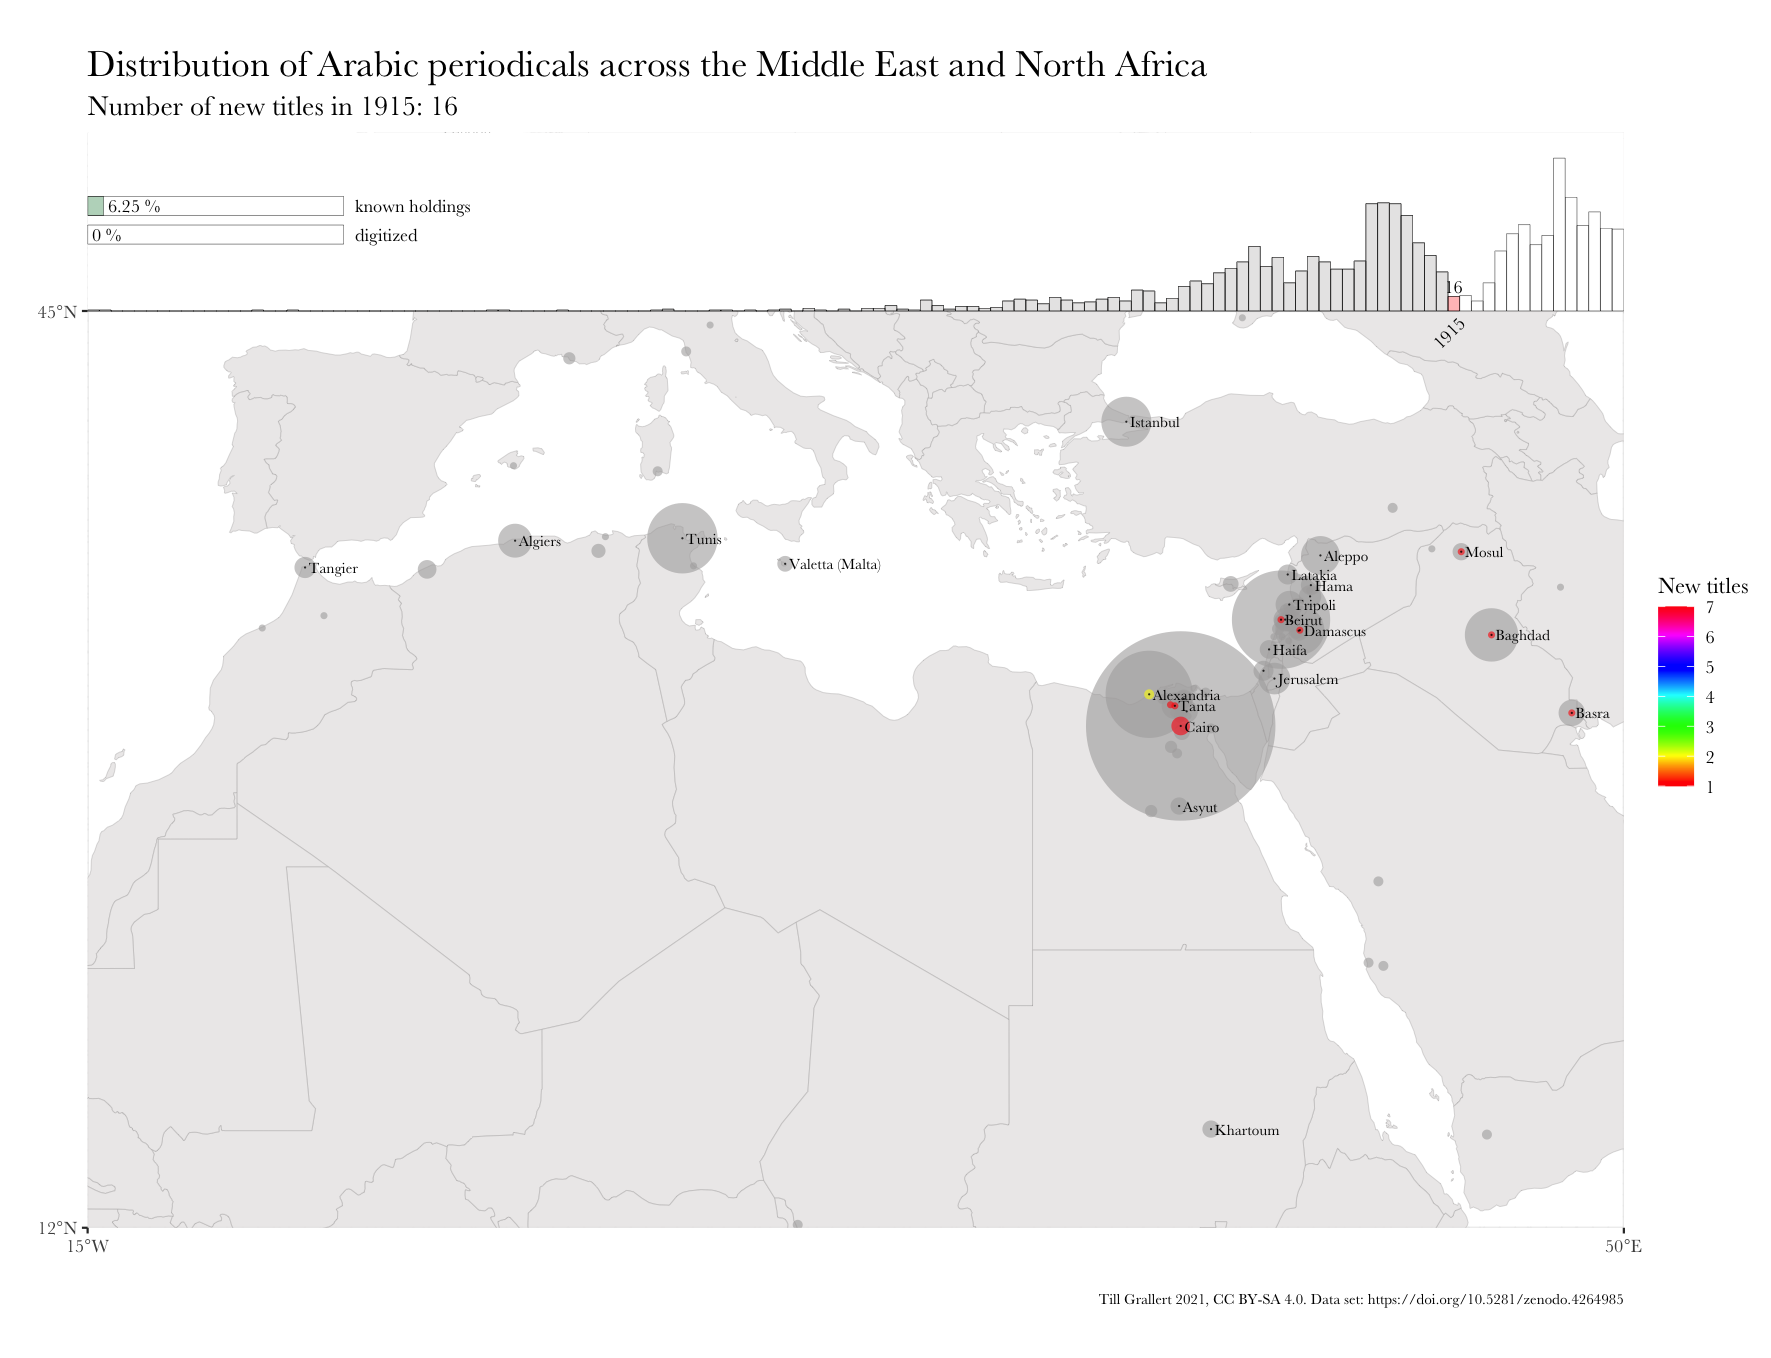 Distribution of Arabic periodicals across the Middle East and North Africa
Number of new titles in 1915: 16
6.25 % known holdings
0 % digitized
16
1915
45°N
Istanbul
Algiers
Tunis
Tangier
Valetta (Malta)
Aleppo
Mosul
Latakia
Hama
Tripoli
Beirut
Damascus
Baghdad
Haifa
Jerusalem
Alexandria
Tanta
Basra
Cairo
Asyut
Khartoum
New titles
7
6
5
4
3
2
1
12°N
15°W
50°E
Till Grallert 2021, CC BY-SA 4.0. Data set: https://doi.org/10.5281/zenodo.4264985